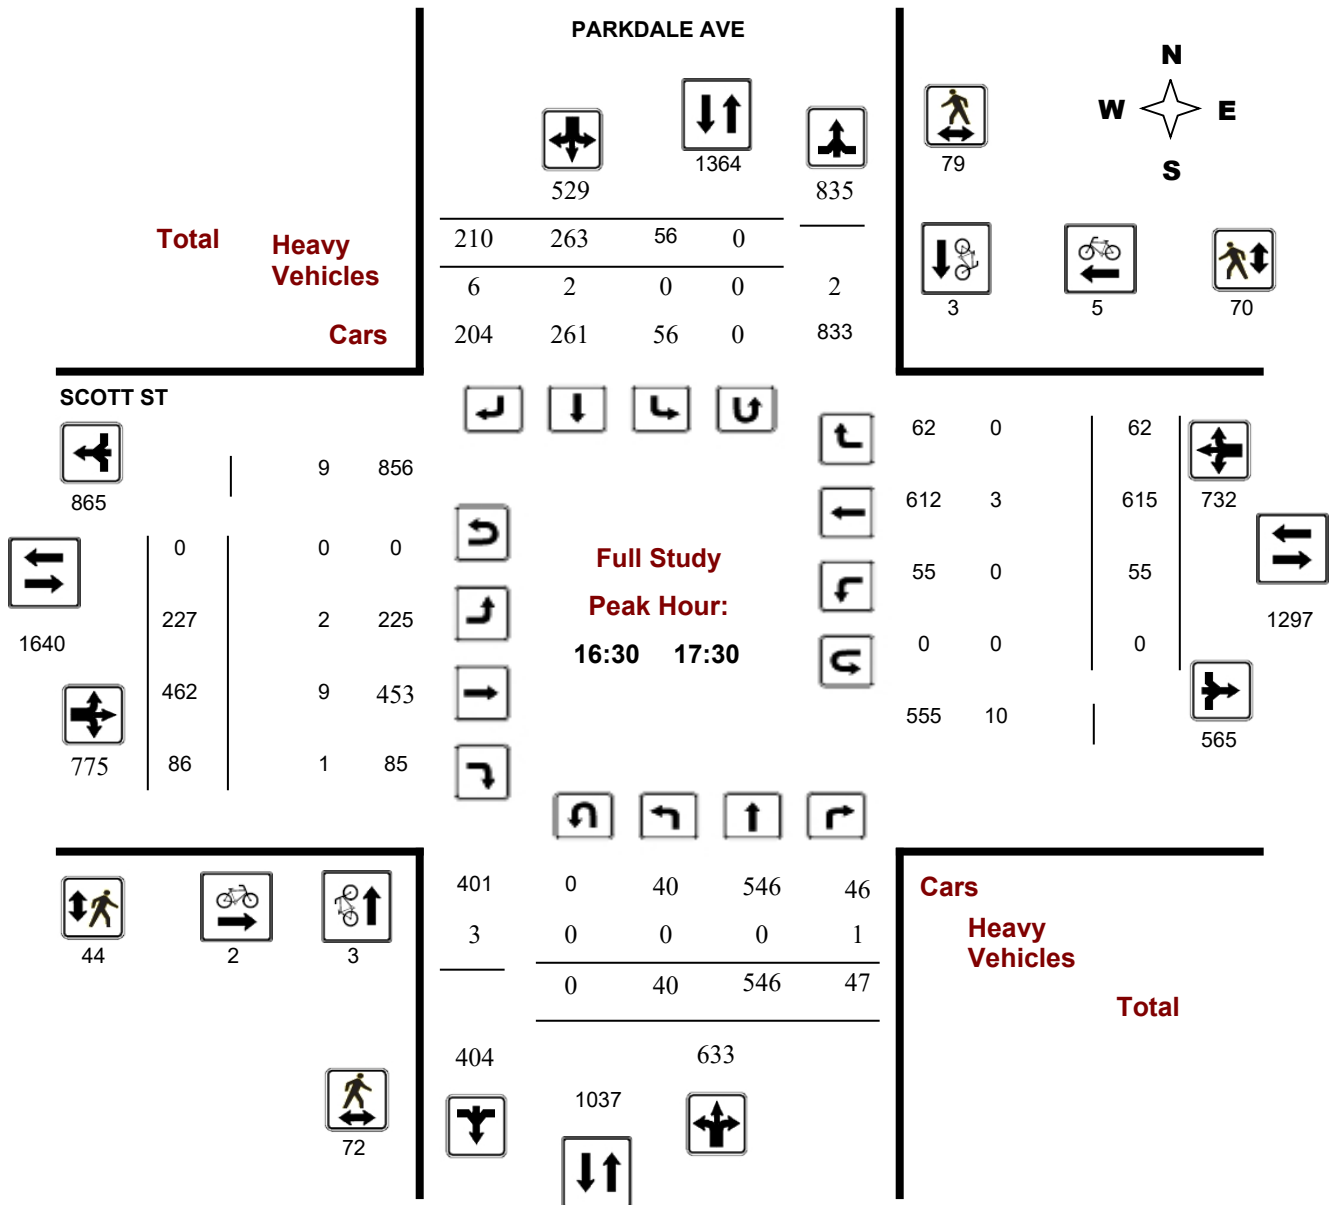 PARKDALE AVE
N
W E
S
529 1364 835 79
Total Heavy Vehicles Cars
210 263 56 0
6 2 0 0 2
204 261 56 0 833
3 5 70
SCOTT ST
865
9 856
0 0 0
1640
227 2 225
462 9 453
775 86 1 85
Full Study
Peak Hour:
16:30 17:30
62 0 62
612 3 615 732
55 0 55
1297
0 0 0
555 10
565
44 2 3
401 0 40 546 46
3 0 0 0 1
0 40 546 47
Cars
Heavy
Vehicles
Total
404 633
1037
72